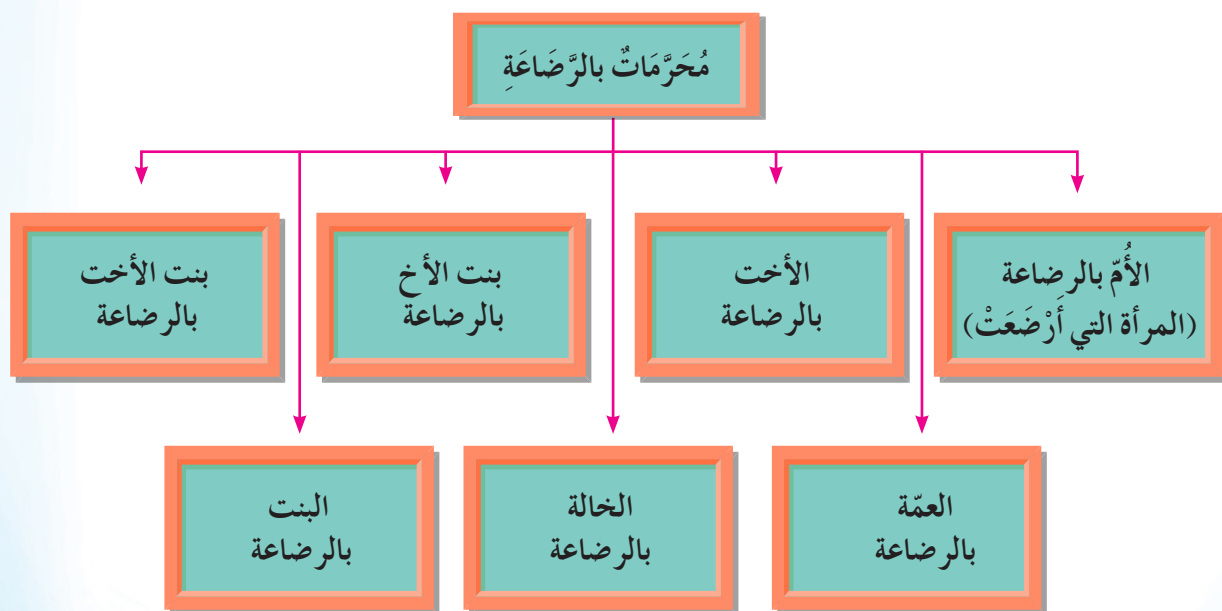 مُحَرَّمَاتٌ بالرَّضَاعَةِ
الأُمّ بالرضاعة
(المرأة التي أَرْضَعَتْ)
الأخت
بالرضاعة
بنت الأخ
بالرضاعة
بنت الأخت
بالرضاعة
العمّة
بالرضاعة
الخالة
بالرضاعة
البنت
بالرضاعة